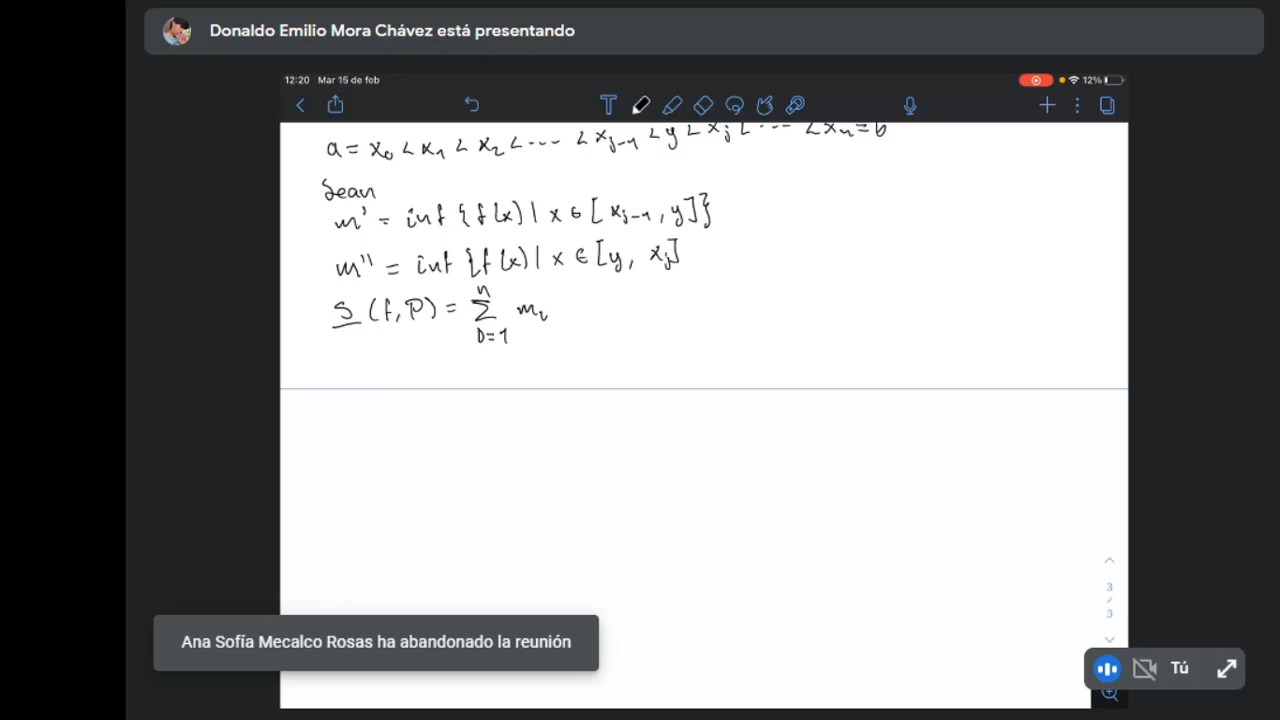 Donaldo Emilio Mora Chávez está presentando
12:20 Mar 15 de feb
12%
a = x₀ < x₁ < x₂ < ... < xⱼ₋₁ < y < xⱼ < ... < xₙ = b
Sean
m' = inf {f(x) | x ∈ [xⱼ₋₁, y]}
m'' = inf {f(x) | x ∈ [y, xⱼ]
S (f, P) = Σ mᵢ
n
i=1
3
3
Ana Sofía Mecalco Rosas ha abandonado la reunión
Tú